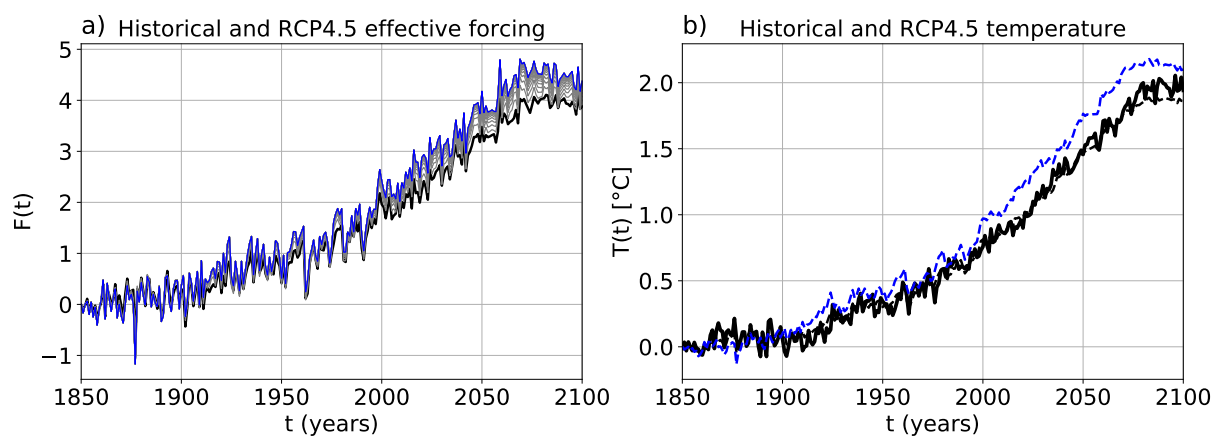 a) Historical and RCP4.5 effective forcing
5
4
3
2
1
0
−1
F(t)
1850 1900 1950 2000 2050 2100
t (years)
b) Historical and RCP4.5 temperature
2.0
1.5
1.0
0.5
0.0
T(t) [°C]
1850 1900 1950 2000 2050 2100
t (years)